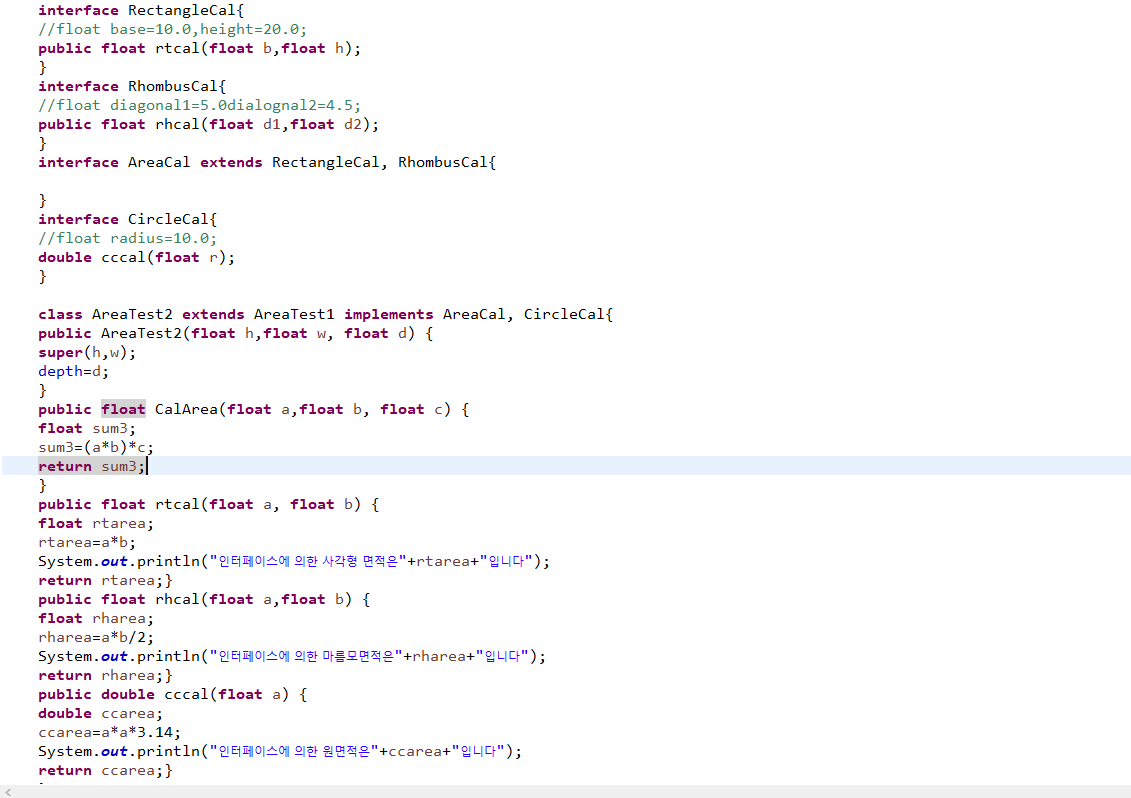 interface RectangleCal{
//float base=10.0,height=20.0;
public float rtcal(float b,float h);
}
interface RhombusCal{
//float diagonal1=5.0dialognal2=4.5;
public float rhcal(float d1,float d2);
}
interface AreaCal extends RectangleCal, RhombusCal{
}
interface CircleCal{
//float radius=10.0;
double cccal(float r);
}
class AreaTest2 extends AreaTest1 implements AreaCal, CircleCal{
public AreaTest2(float h,float w, float d) {
super(h,w);
depth=d;
}
public float CalArea(float a,float b, float c) {
float sum3;
sum3=(a*b)*c;
return sum3;
}
public float rtcal(float a, float b) {
float rtarea;
rtarea=a*b;
System.out.println("인터페이스에 의한 사각형 면적은"+rtarea+"입니다");
return rtarea;}
public float rhcal(float a,float b) {
float rharea;
rharea=a*b/2;
System.out.println("인터페이스에 의한 마름모면적은"+rharea+"입니다");
return rharea;}
public double cccal(float a) {
double ccarea;
ccarea=a*a*3.14;
System.out.println("인터페이스에 의한 원면적은"+ccarea+"입니다");
return ccarea;}